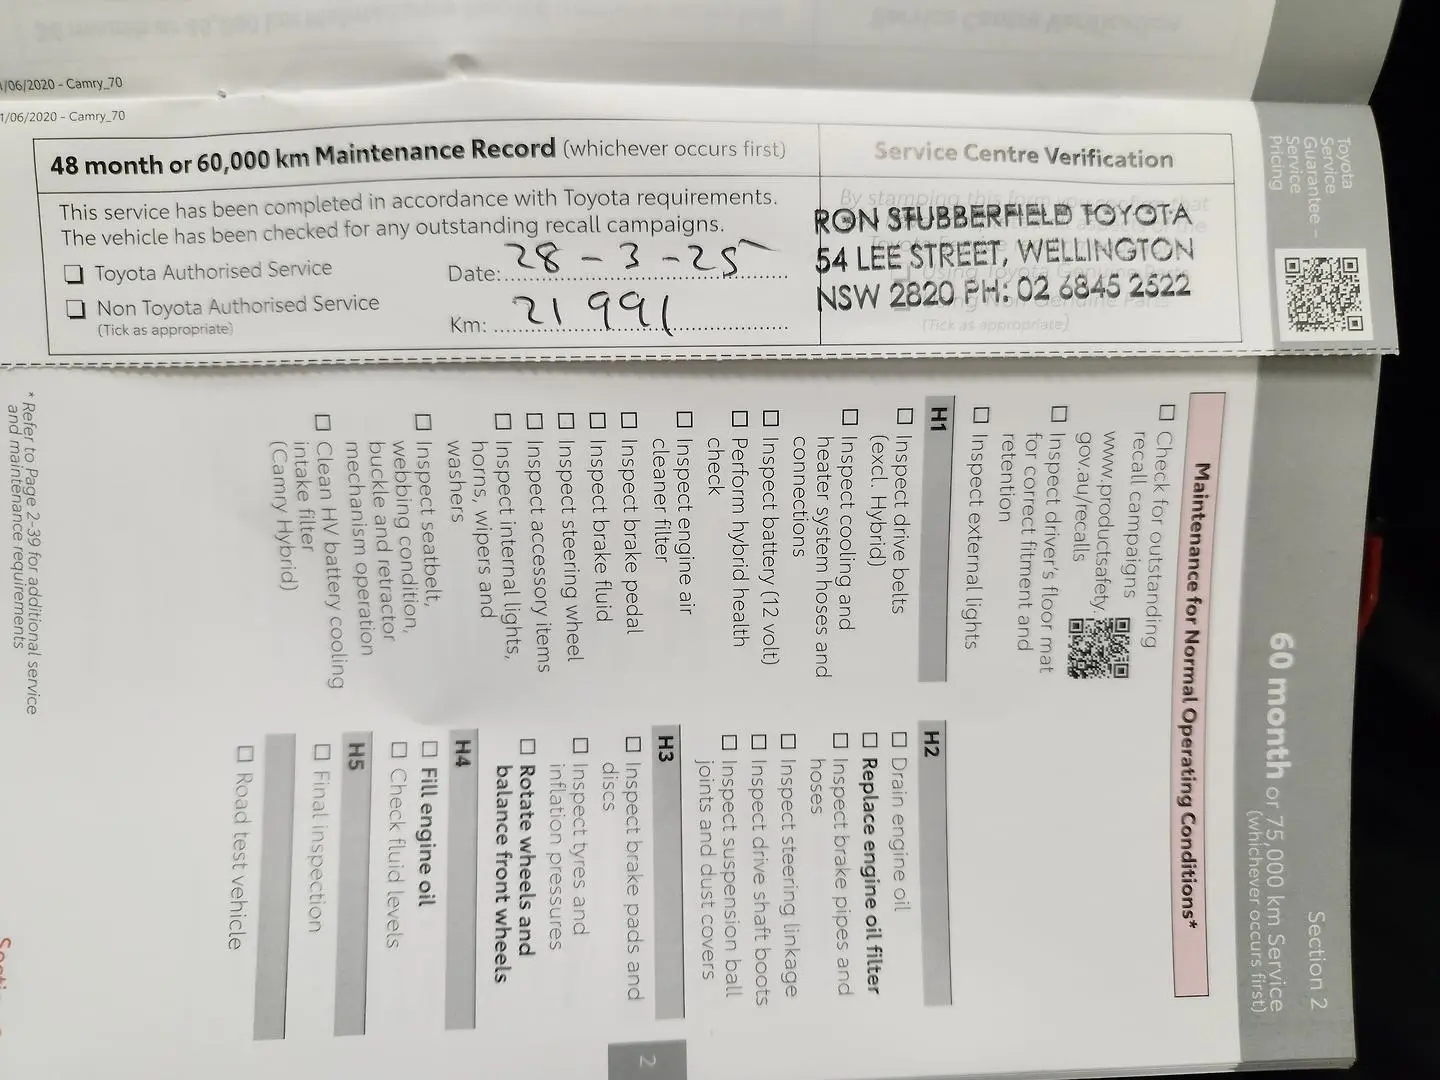 1/06/2020 - Camry_70
1/06/2020 - Camry_70
48 month or 60,000 km Maintenance Record (whichever occurs first)
Service Centre Verification
This service has been completed in accordance with Toyota requirements.
The vehicle has been checked for any outstanding recall campaigns.
❑ Toyota Authorised Service
❑ Non Toyota Authorised Service
(Tick as appropriate)
Date: 28 - 3 - 25
Km: 21 991
By stamping this
RON STUBBERFIELD TOYOTA
54 LEE STREET, WELLINGTON
NSW 2820 PH: 02 6845 2522
(Tick as appropriate)
Toyota
Service
Guarantee –
Service
Pricing
Section 2
60 month or 75,000 km Service
(whichever occurs first)
Maintenance for Normal Operating Conditions*
☐ Check for outstanding
recall campaigns
www.productsafety.
gov.au/recalls
☐ Inspect driver's floor mat
for correct fitment and
retention
☐ Inspect external lights
H1
☐ Inspect drive belts
(excl. Hybrid)
☐ Inspect cooling and
heater system hoses and
connections
☐ Inspect battery (12 volt)
☐ Perform hybrid health
check
☐ Inspect engine air
cleaner filter
☐ Inspect brake pedal
☐ Inspect brake fluid
☐ Inspect steering wheel
☐ Inspect accessory items
☐ Inspect internal lights,
horns, wipers and
washers
☐ Inspect seatbelt,
webbing condition,
buckle and retractor
mechanism operation
☐ Clean HV battery cooling
intake filter
(Camry Hybrid)
H2
☐ Drain engine oil
☐ Replace engine oil filter
☐ Inspect brake pipes and
hoses
☐ Inspect steering linkage
☐ Inspect drive shaft boots
☐ Inspect suspension ball
joints and dust covers
H3
☐ Inspect brake pads and
discs
☐ Inspect tyres and
inflation pressures
☐ Rotate wheels and
balance front wheels
H4
☐ Fill engine oil
☐ Check fluid levels
H5
☐ Final inspection
☐ Road test vehicle
* Refer to Page 2-39 for additional service
and maintenance requirements
2